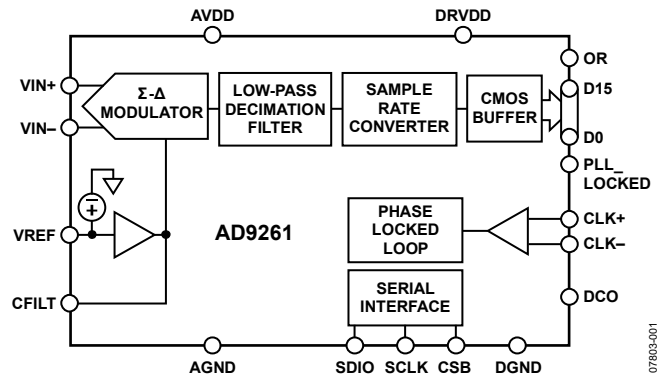 AVDD
DRVDD
OR
VIN+
Σ-Δ
MODULATOR
LOW-PASS
DECIMATION
FILTER
SAMPLE
RATE
CONVERTER
CMOS
BUFFER
D15
VIN–
D0
PLL_
LOCKED
VREF
AD9261
PHASE
LOCKED
LOOP
CLK+
CLK–
CFILT
SERIAL
INTERFACE
DCO
AGND
SDIO
SCLK
CSB
DGND
07803-001